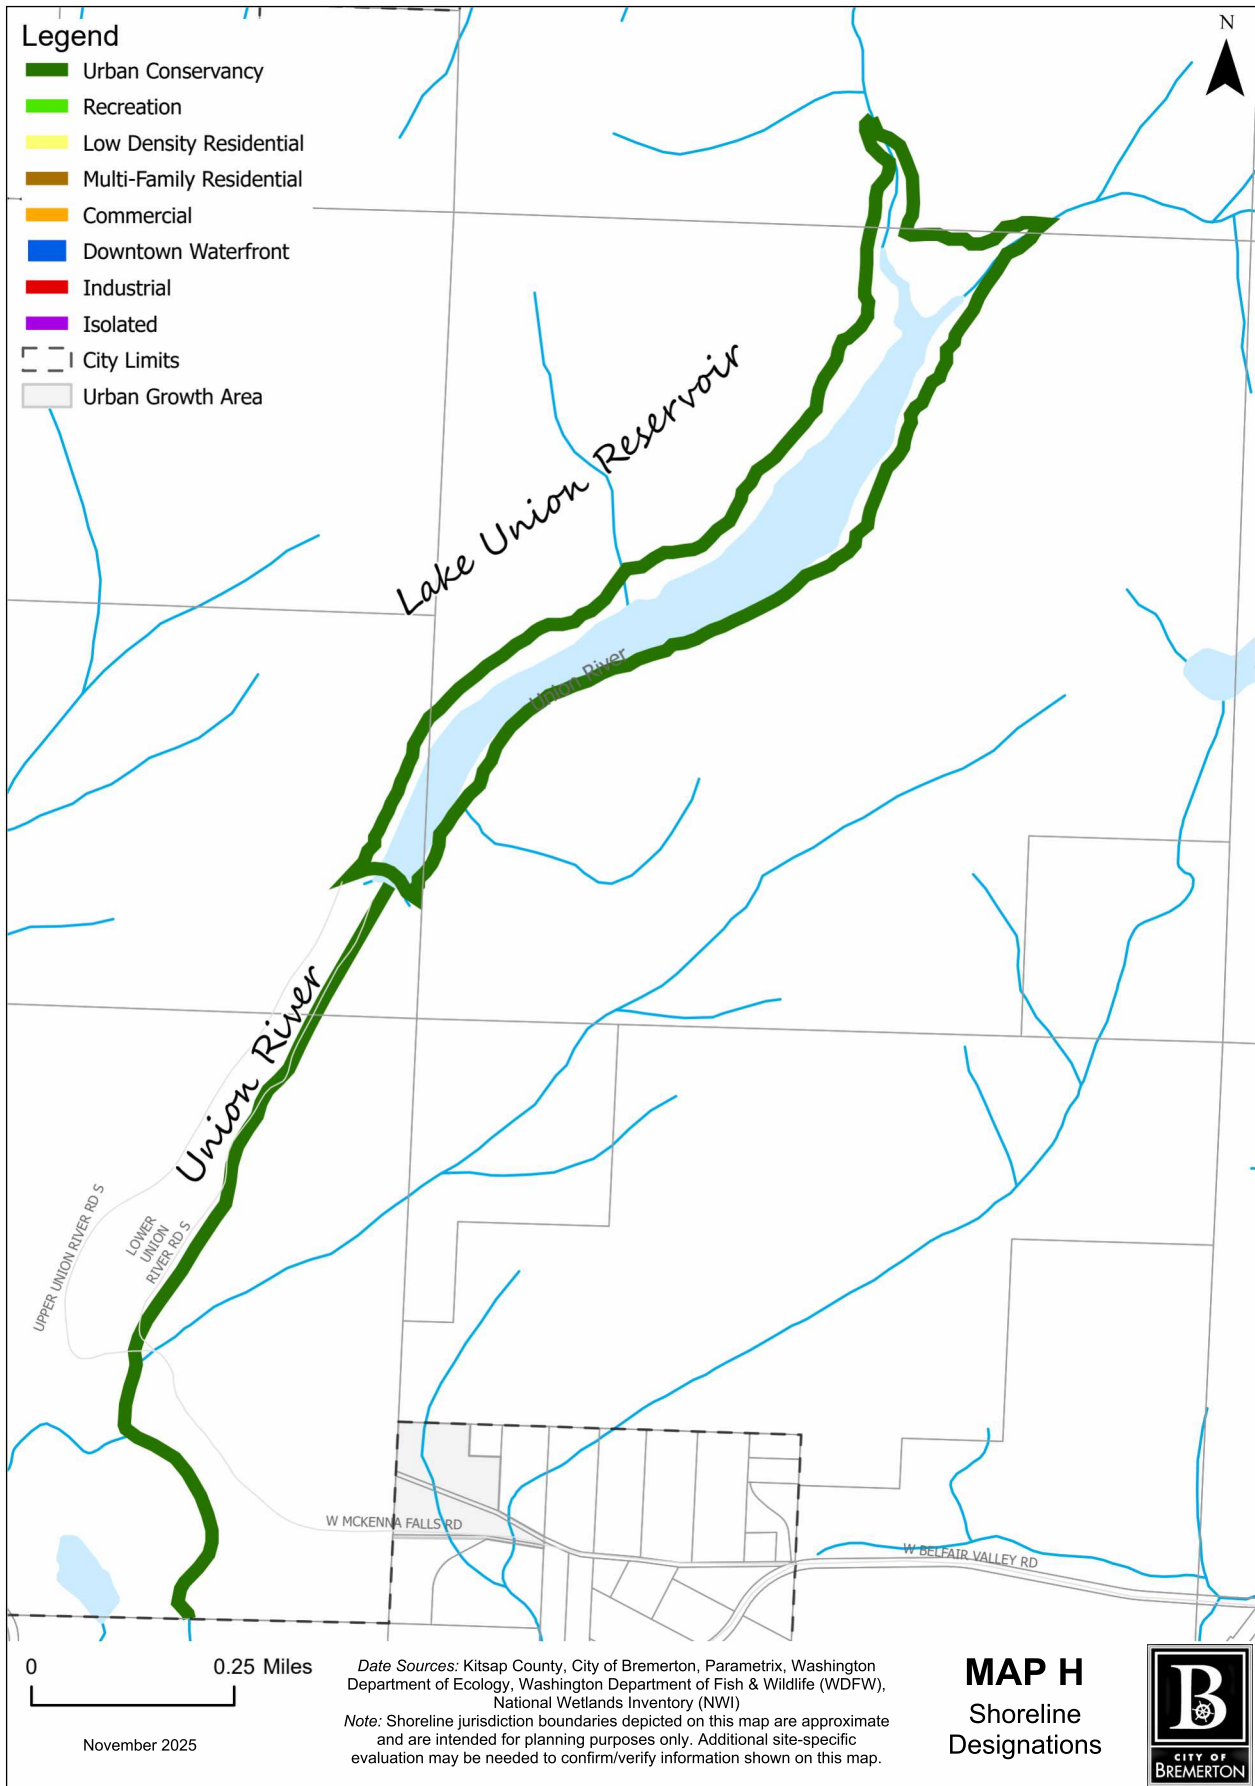 Legend
Urban Conservancy
Recreation
Low Density Residential
Multi-Family Residential
Commercial
Downtown Waterfront
Industrial
Isolated
City Limits
Urban Growth Area
N
Lake Union Reservoir
Union River
Union River
UPPER UNION RIVER RD S
LOWER
UNION
RIVER RD S
W MCKENNA FALLS RD
W BELFAIR VALLEY RD
0 0.25 Miles
November 2025
Date Sources: Kitsap County, City of Bremerton, Parametrix, Washington
Department of Ecology, Washington Department of Fish & Wildlife (WDFW),
National Wetlands Inventory (NWI)
Note: Shoreline jurisdiction boundaries depicted on this map are approximate
and are intended for planning purposes only. Additional site-specific
evaluation may be needed to confirm/verify information shown on this map.
MAP H
Shoreline
Designations
B
CITY OF
BREMERTON